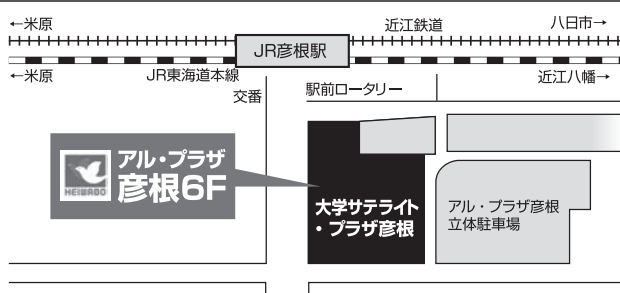 ←米原
近江鉄道
八日市→
JR彦根駅
←米原
JR東海道本線
近江八幡→
交番
駅前ロータリー
HEIWADO
アル・プラザ
彦根6F
大学サテライト
・プラザ彦根
アル・プラザ彦根
立体駐車場